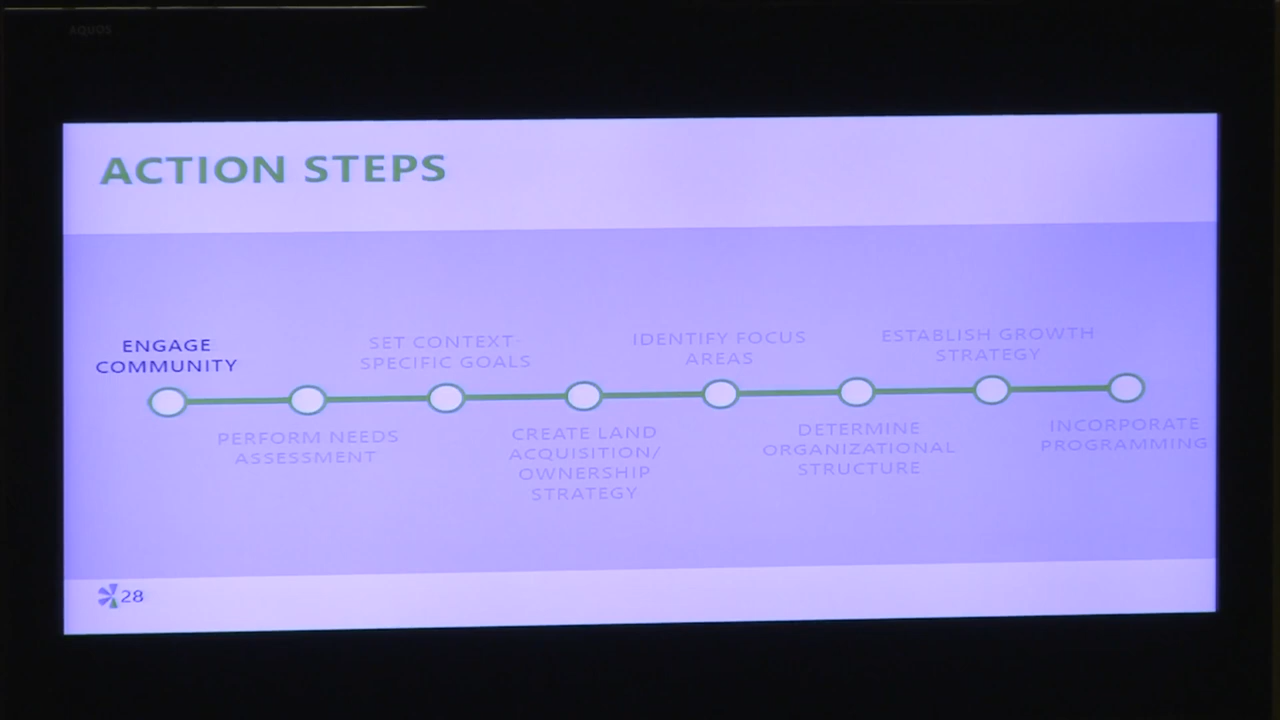 AQUOS
ACTION STEPS
ENGAGE
COMMUNITY
PERFORM NEEDS
ASSESSMENT
SET CONTEXT-
SPECIFIC GOALS
CREATE LAND
ACQUISITION/
OWNERSHIP
STRATEGY
IDENTIFY FOCUS
AREAS
DETERMINE
ORGANIZATIONAL
STRUCTURE
ESTABLISH GROWTH
STRATEGY
INCORPORATE
PROGRAMMING
28